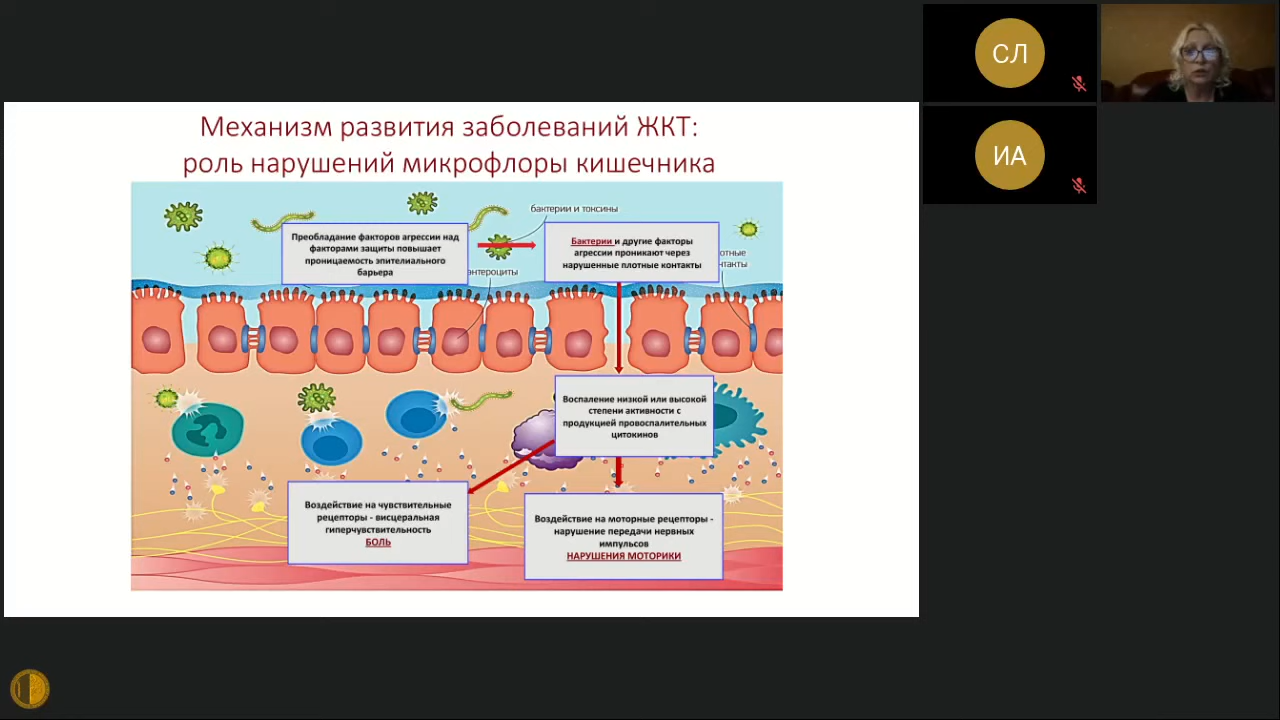 Механизм развития заболеваний ЖКТ:
роль нарушений микрофлоры кишечника
бактерии и токсины
Преобладание факторов агрессии над
факторами защиты повышает
проницаемость эпителиального
барьера
Бактерии и другие факторы
агрессии проникают через
нарушенные плотные контакты
энтероциты
Воспаление низкой или высокой
степени активности с
продукцией провоспалительных
цитокинов
Воздействие на чувствительные
рецепторы - висцеральная
гиперчувствительность
БОЛЬ
Воздействие на моторные рецепторы -
нарушение передачи нервных
импульсов
НАРУШЕНИЯ МОТОРИКИ
СЛ
ИА